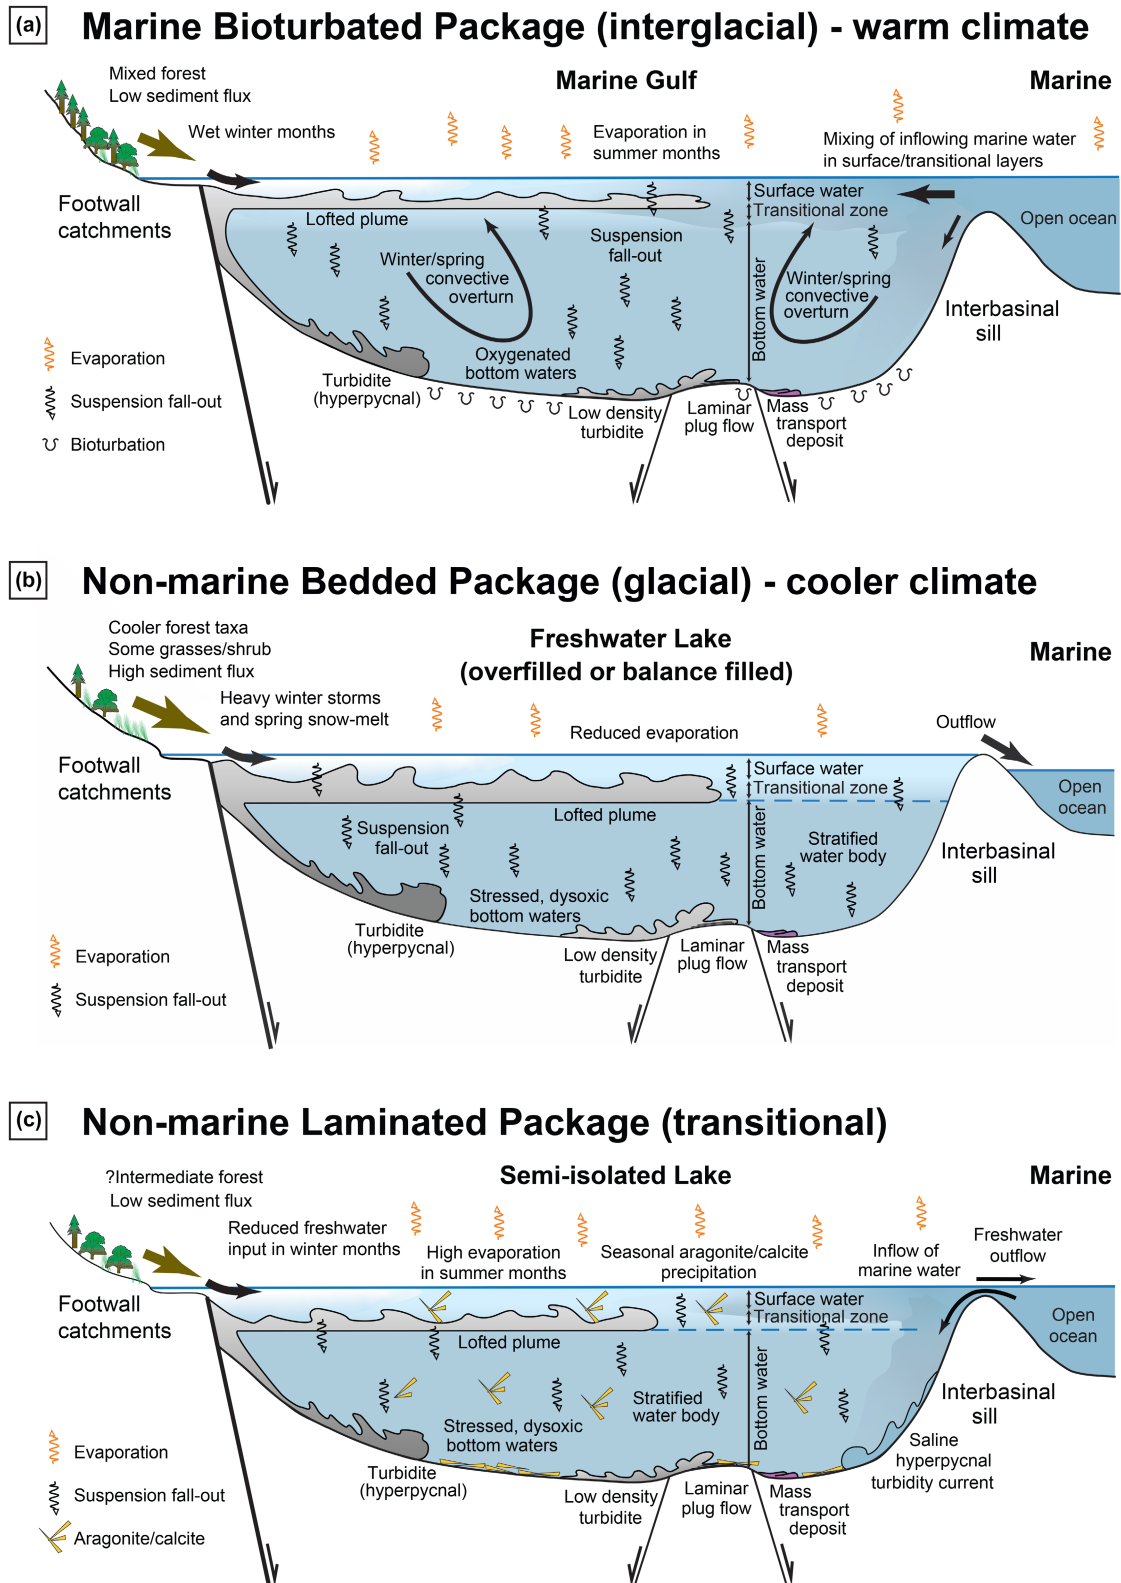 (a) Marine Bioturbated Package (interglacial) - warm climate
Mixed forest
Low sediment flux
Marine Gulf
Marine
Wet winter months
Evaporation in
summer months
Mixing of inflowing marine water
in surface/transitional layers
Footwall
catchments
Surface water
Transitional zone
Lofted plume
Open ocean
Suspension
fall-out
Winter/spring
convective
overturn
Bottom water
Winter/spring
convective
overturn
Interbasinal
sill
Oxygenated
bottom waters
Evaporation
Suspension fall-out
Bioturbation
Turbidite
(hyperpycnal)
Low density
turbidite
Laminar
plug flow
Mass
transport
deposit
(b) Non-marine Bedded Package (glacial) - cooler climate
Cooler forest taxa
Some grasses/shrub
High sediment flux
Freshwater Lake
(overfilled or balance filled)
Marine
Heavy winter storms
and spring snow-melt
Reduced evaporation
Outflow
Footwall
catchments
Surface water
Transitional zone
Open
ocean
Lofted plume
Suspension
fall-out
Bottom water
Stratified
water body
Interbasinal
sill
Stressed, dysoxic
bottom waters
Turbidite
(hyperpycnal)
Low density
turbidite
Laminar
plug flow
Mass
transport
deposit
Evaporation
Suspension fall-out
(c) Non-marine Laminated Package (transitional)
?Intermediate forest
Low sediment flux
Semi-isolated Lake
Marine
Reduced freshwater
input in winter months
High evaporation
in summer months
Seasonal aragonite/calcite
precipitation
Inflow of
marine water
Freshwater
outflow
Footwall
catchments
Surface water
Transitional zone
Open
ocean
Lofted plume
Bottom water
Stratified
water body
Interbasinal
sill
Stressed, dysoxic
bottom waters
Saline
hyperpycnal
turbidity current
Turbidite
(hyperpycnal)
Low density
turbidite
Laminar
plug flow
Mass
transport
deposit
Evaporation
Suspension fall-out
Aragonite/calcite